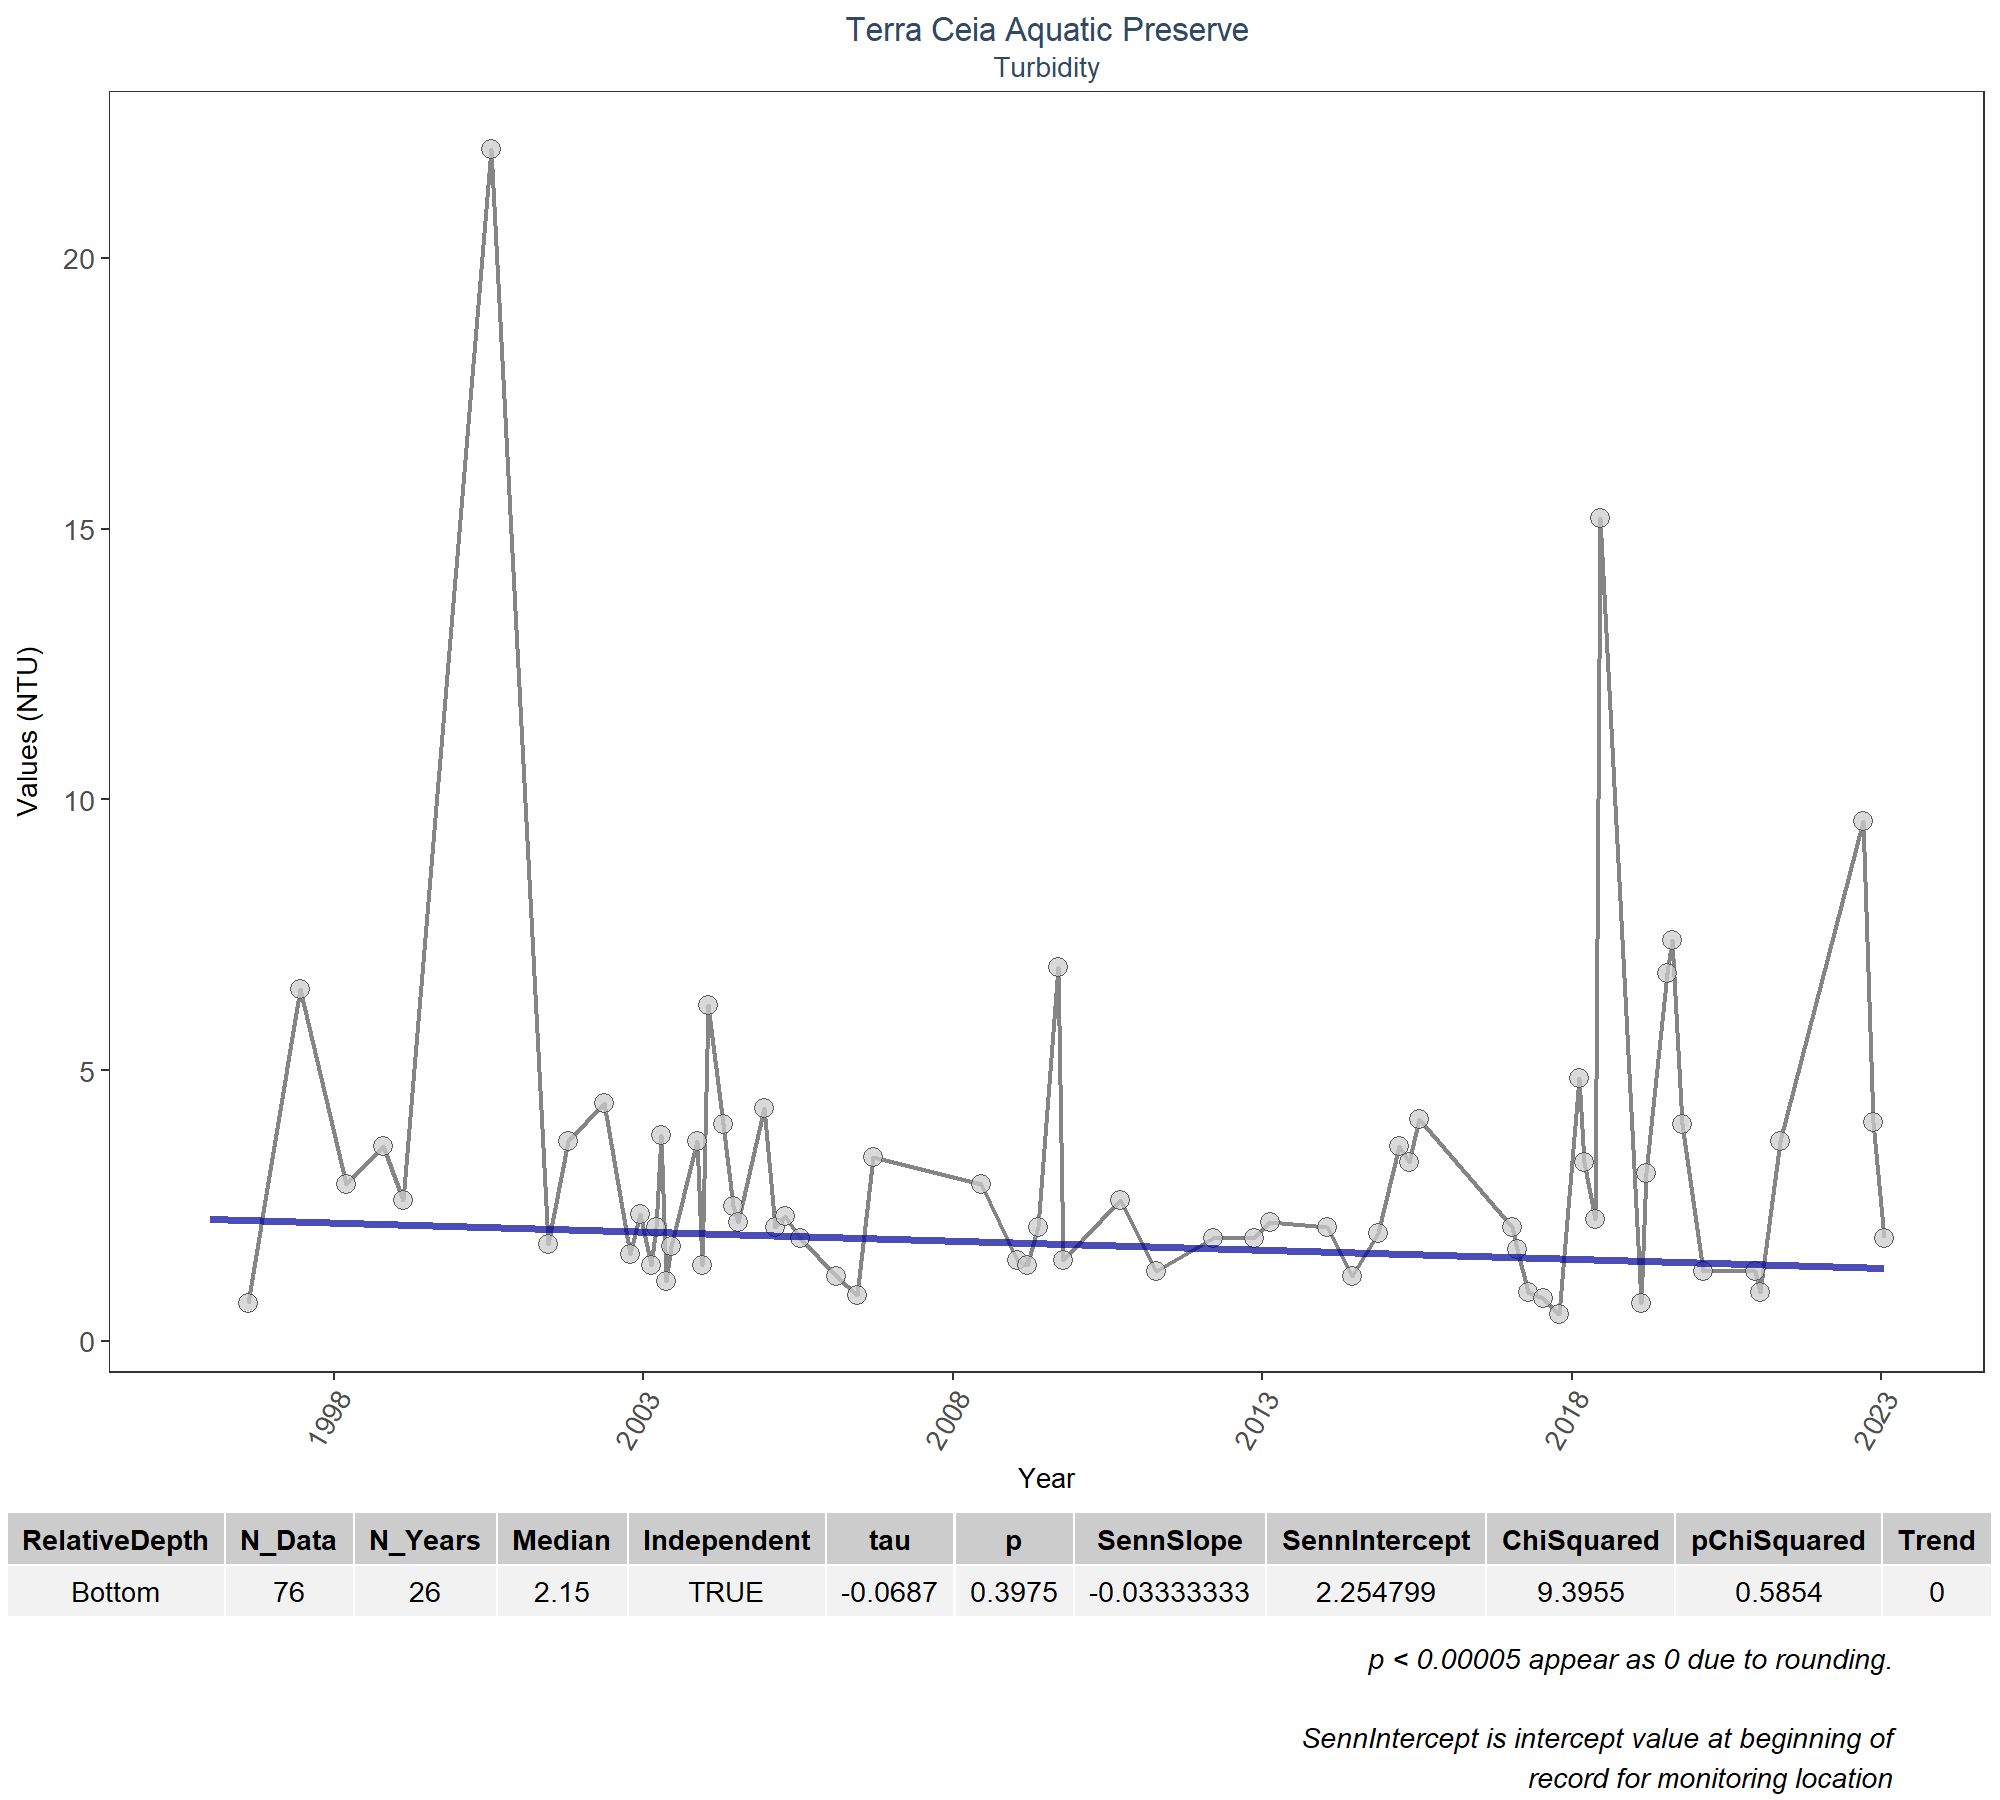 Terra Ceia Aquatic Preserve
Turbidity
Values (NTU)
20
15
10
5
0
1998 2003 2008 2013 2018 2023
Year
RelativeDepth N_Data N_Years Median Independent tau p SennSlope SennIntercept ChiSquared pChiSquared Trend
Bottom 76 26 2.15 TRUE -0.0687 0.3975 -0.03333333 2.254799 9.3955 0.5854 0
p < 0.00005 appear as 0 due to rounding.
SennIntercept is intercept value at beginning of
record for monitoring location